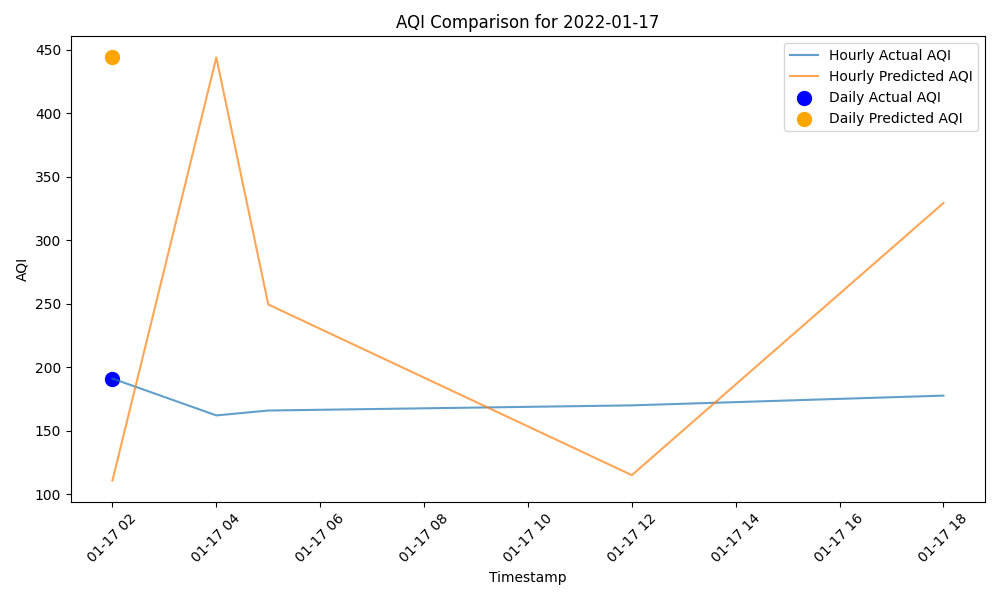 AQI Comparison for 2022-01-17
Hourly Actual AQI
Hourly Predicted AQI
Daily Actual AQI
Daily Predicted AQI
AQI
450
400
350
300
250
200
150
100
01-17 02
01-17 04
01-17 06
01-17 08
01-17 10
01-17 12
01-17 14
01-17 16
01-17 18
Timestamp